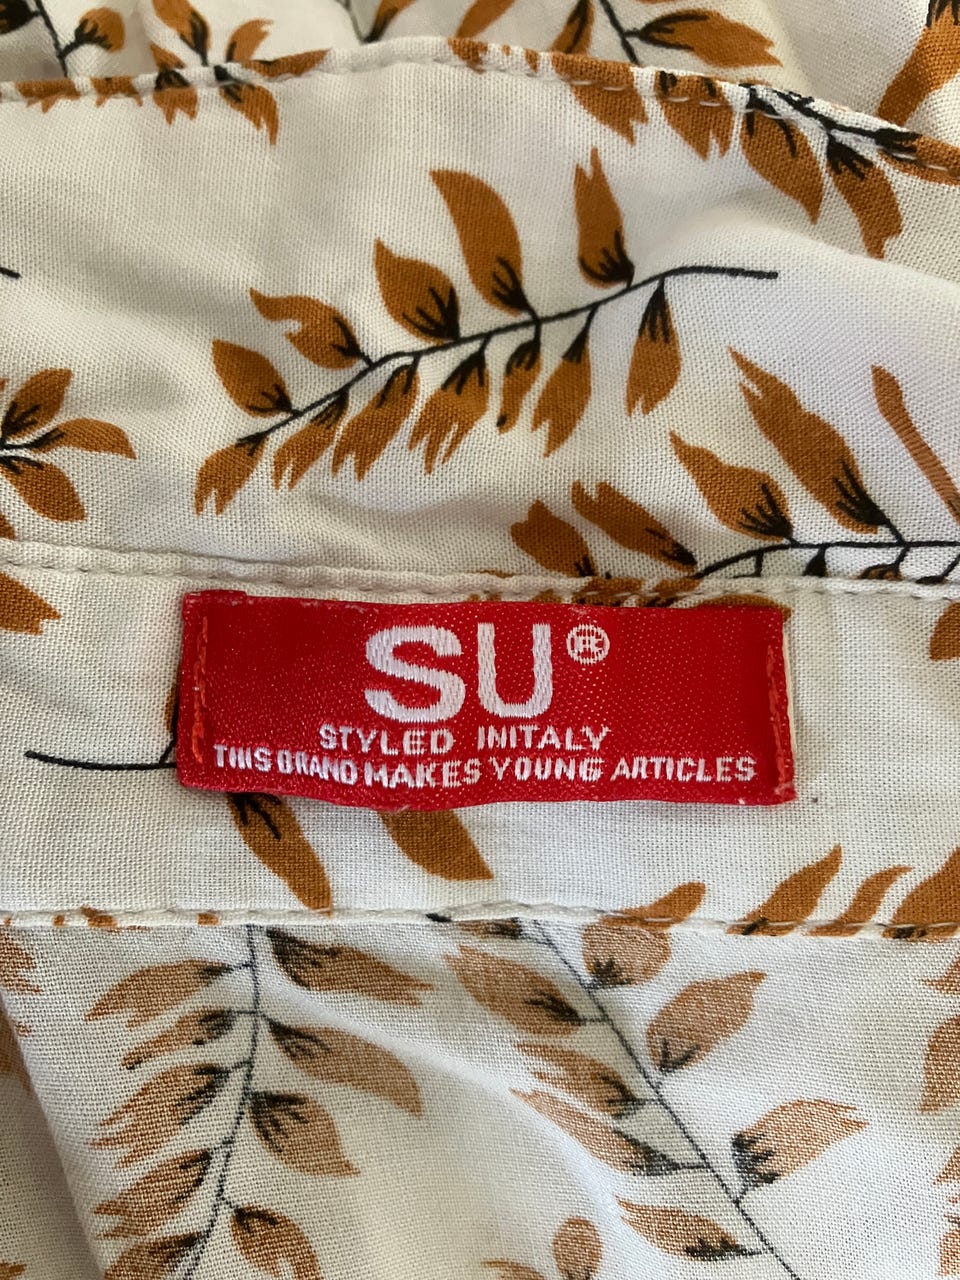 SU®
STYLED INITALY
THIS BRAND MAKES YOUNG ARTICLES